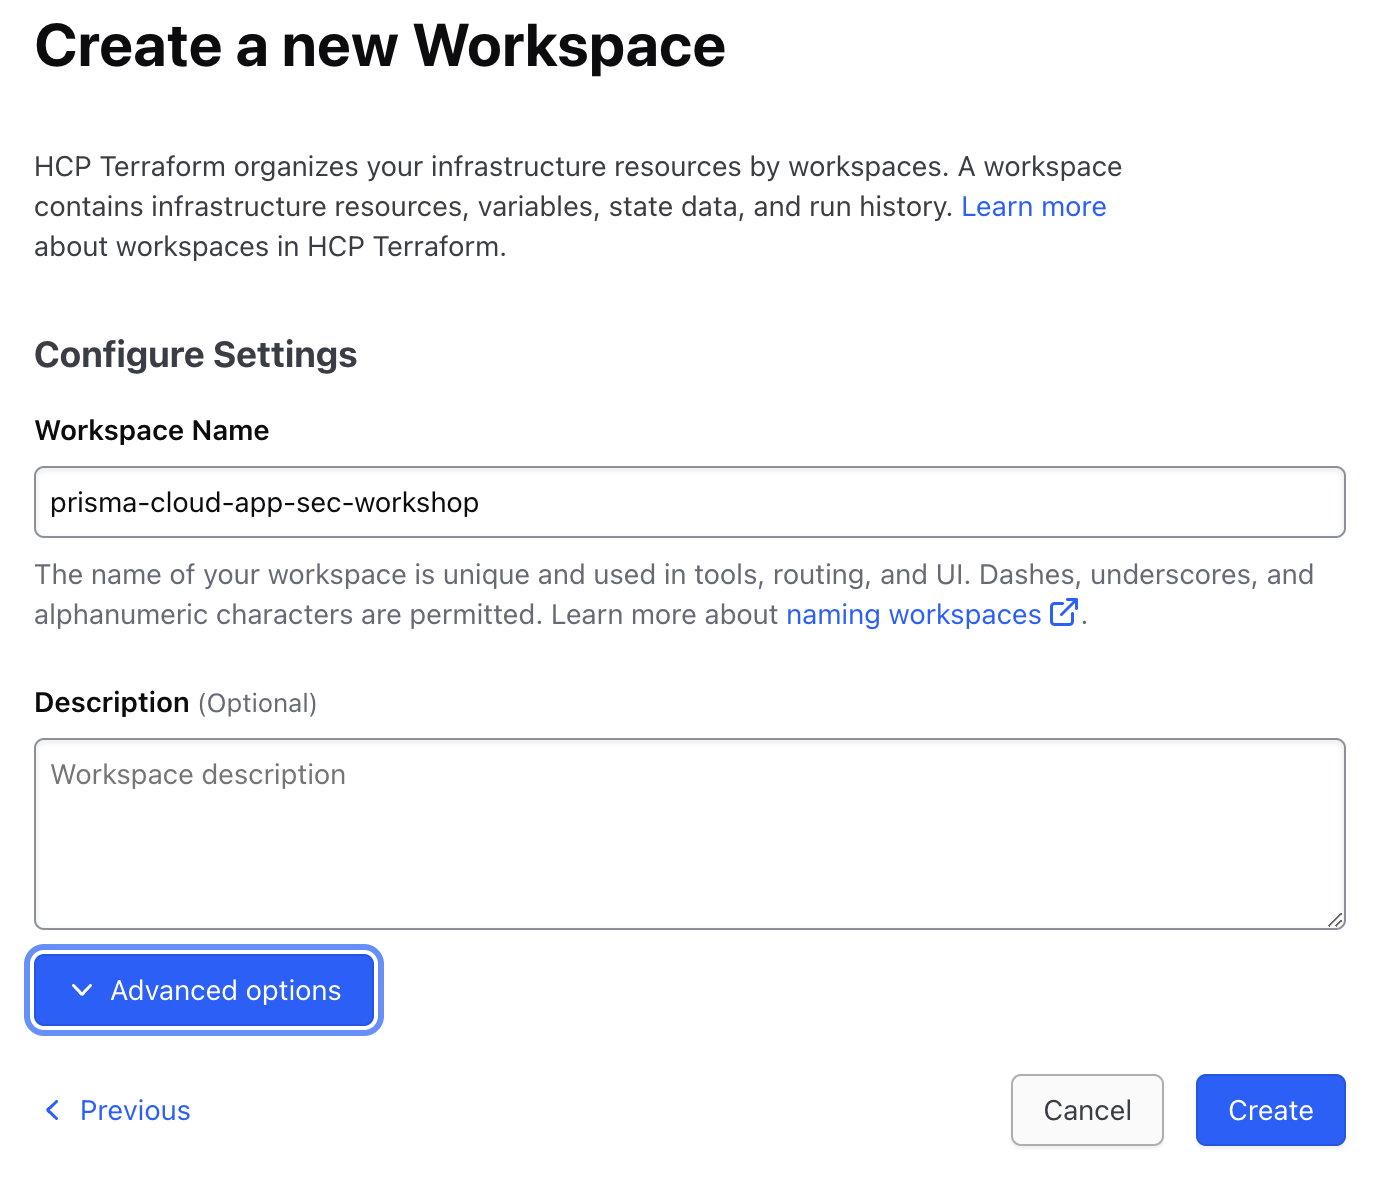 Create a new Workspace
HCP Terraform organizes your infrastructure resources by workspaces. A workspace
contains infrastructure resources, variables, state data, and run history. Learn more
about workspaces in HCP Terraform.
Configure Settings
Workspace Name
prisma-cloud-app-sec-workshop
The name of your workspace is unique and used in tools, routing, and UI. Dashes, underscores, and
alphanumeric characters are permitted. Learn more about naming workspaces.
Description (Optional)
Workspace description
Advanced options
Previous
Cancel
Create